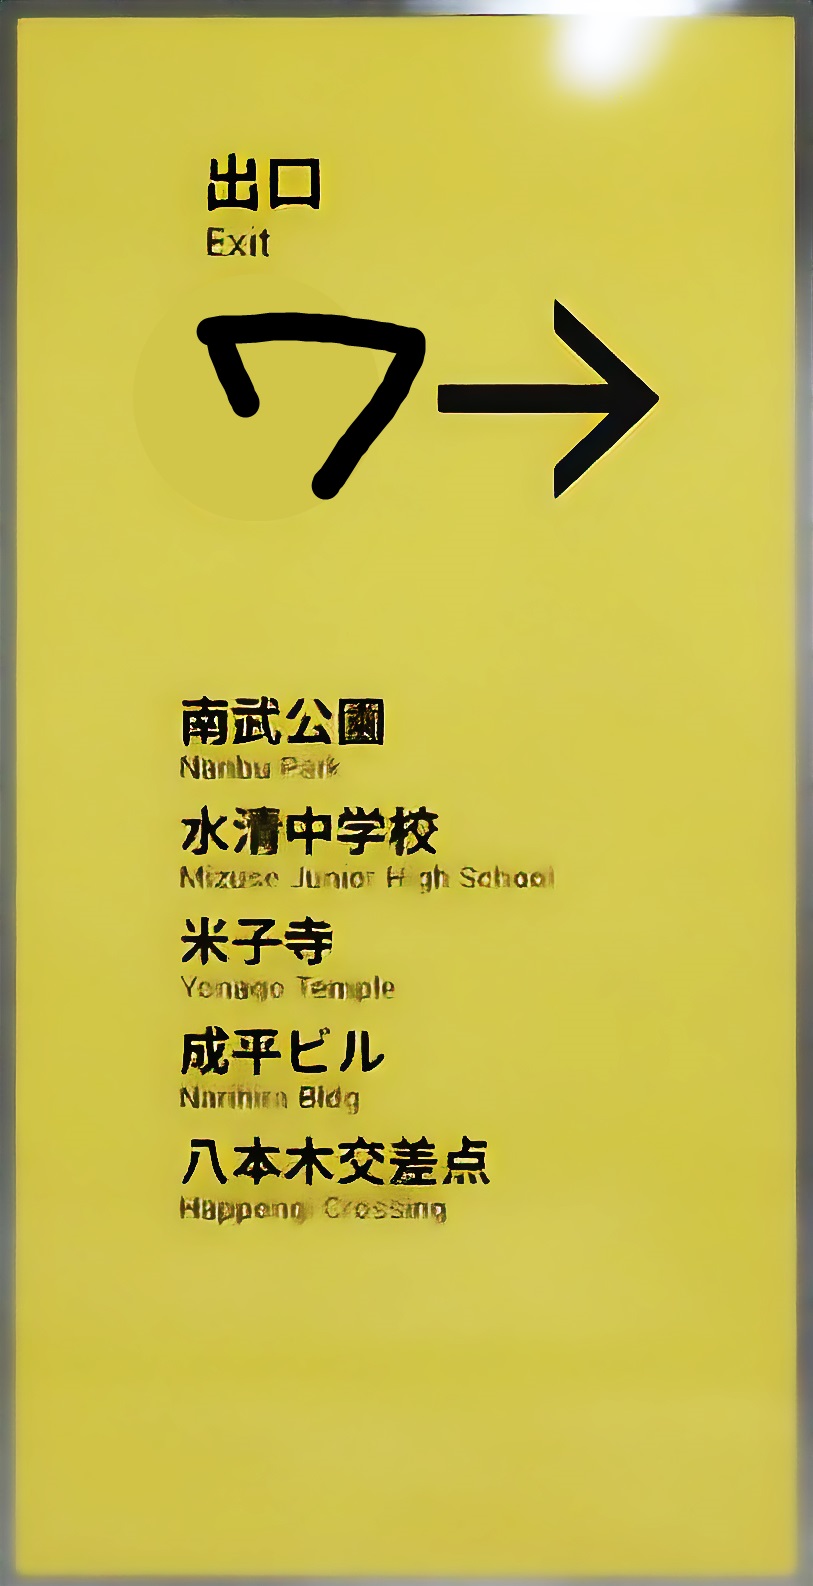 出口
Exit
ワ→
南武公園
Nanbu Park
水清中学校
Mizuse Junior High School
米子寺
Yonago Temple
成平ビル
Narihira Bldg
八本木交差点
Happongi Crossing